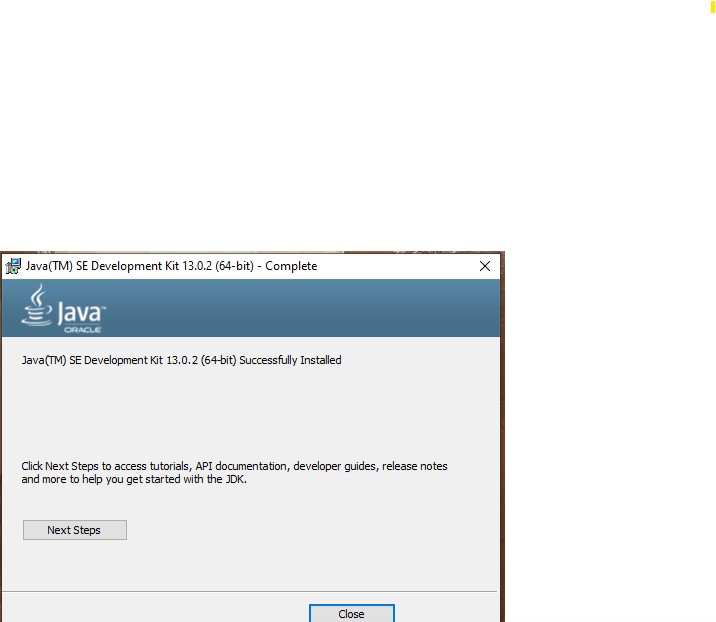 Java(TM) SE Development Kit 13.0.2 (64-bit) - Complete
Java™
ORACLE
Java(TM) SE Development Kit 13.0.2 (64-bit) Successfully Installed
Click Next Steps to access tutorials, API documentation, developer guides, release notes
and more to help you get started with the JDK.
Next Steps
Close